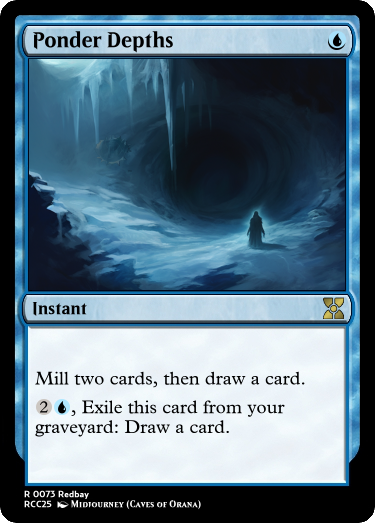 Ponder Depths
Instant
Mill two cards, then draw a card.
2, Exile this card from your
graveyard: Draw a card.
R 0073 Redbay
RCC25 Midjourney (Caves of Orana)